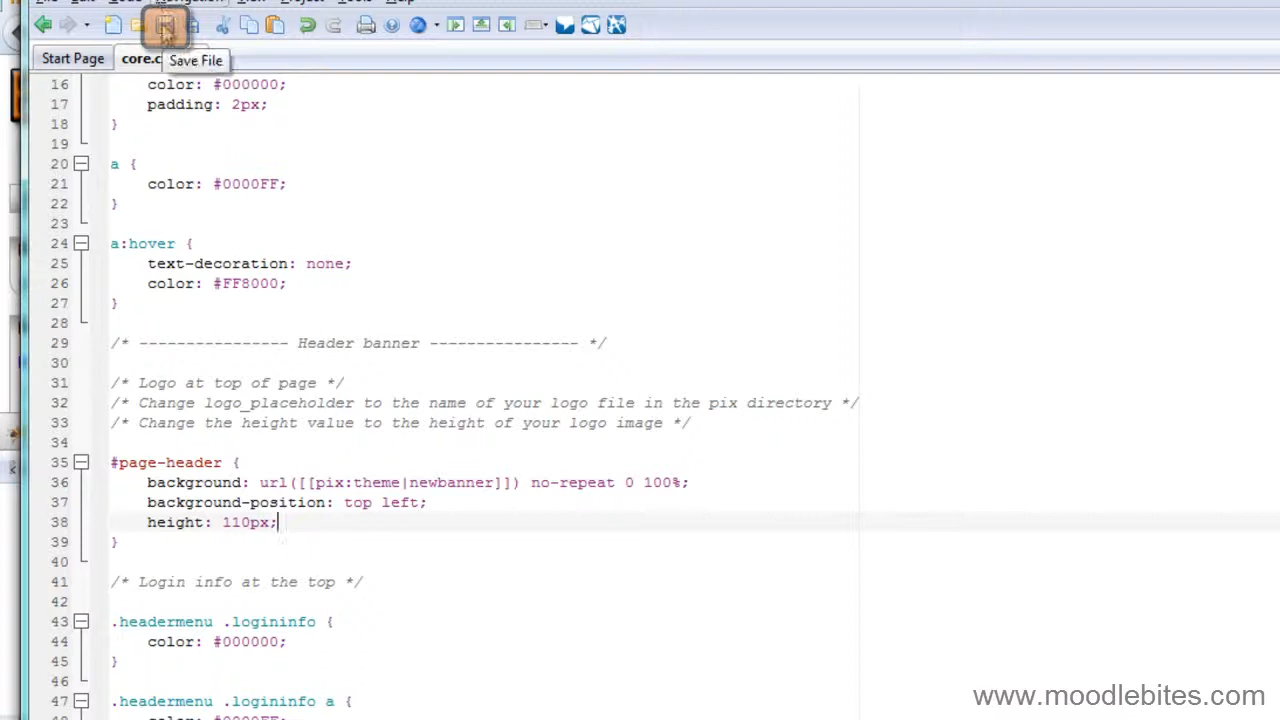 Start Page
core.c
Save File
16 color: #000000;
17 padding: 2px;
18 }
19
20 a {
21 color: #0000FF;
22 }
23
24 a:hover {
25 text-decoration: none;
26 color: #FF8000;
27 }
28
29 /* ---------------- Header banner ---------------- */
30
31 /* Logo at top of page */
32 /* Change logo_placeholder to the name of your logo file in the pix directory */
33 /* Change the height value to the height of your logo image */
34
35 #page-header {
36 background: url([[pix:theme|newbanner]]) no-repeat 0 100%;
37 background-position: top left;
38 height: 110px;
39 }
40
41 /* Login info at the top */
42
43 .headermenu .logininfo {
44 color: #000000;
45 }
46
47 .headermenu .logininfo a {
www.moodlebites.com